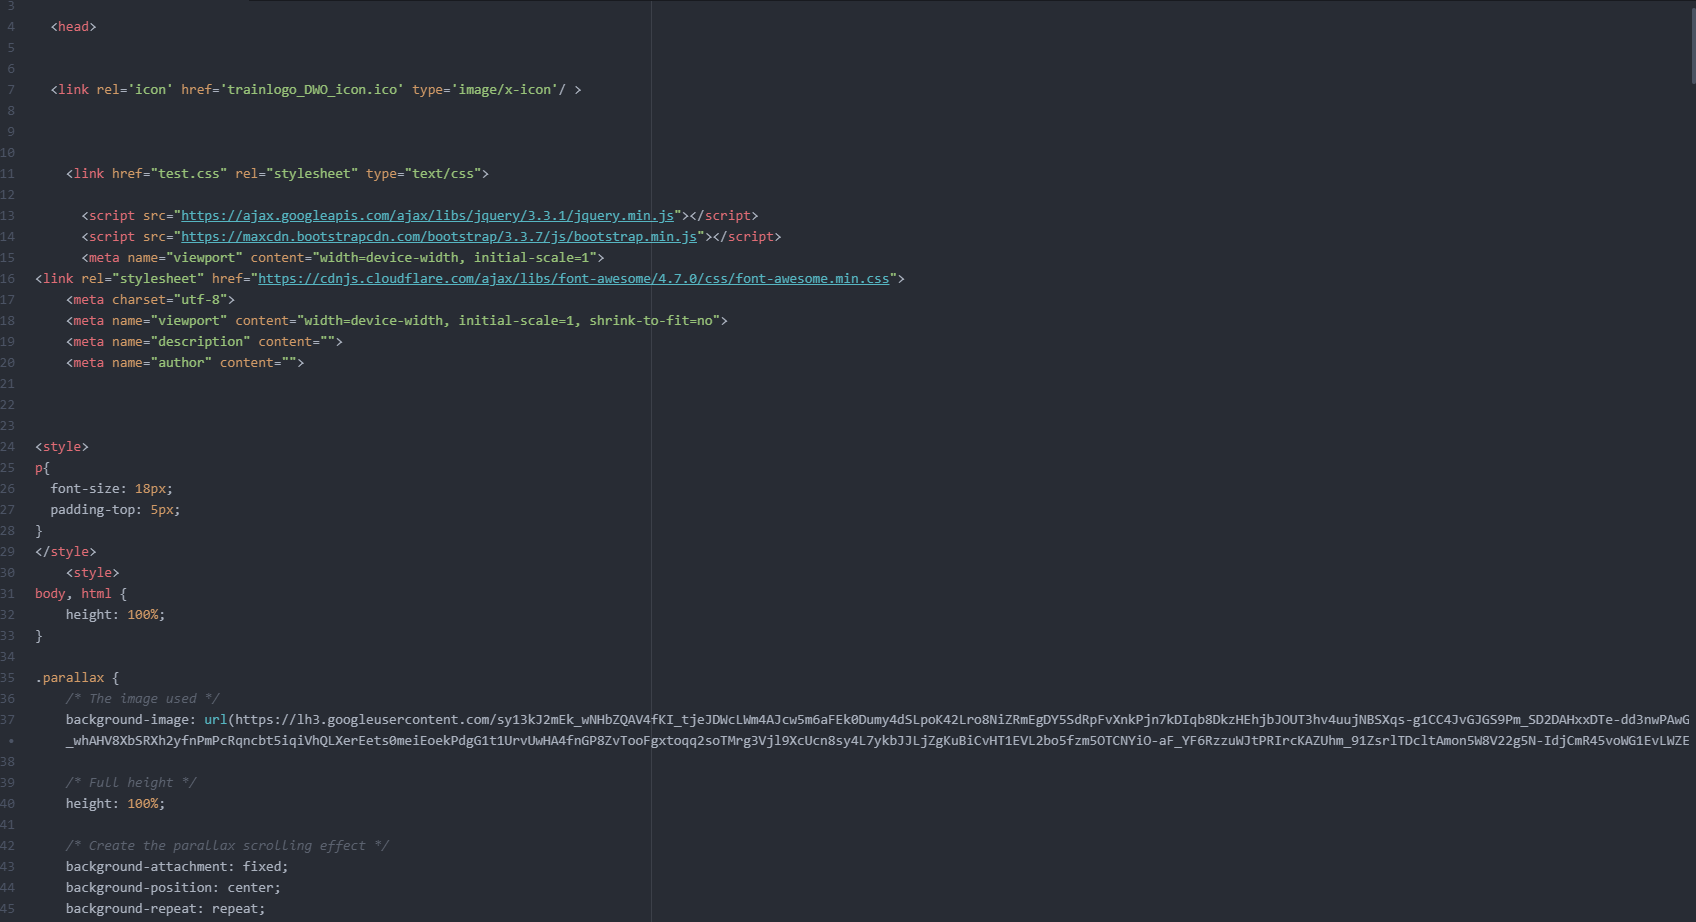 3
4 <head>
5
6
7 <link rel='icon' href='trainlogo_DWO_icon.ico' type='image/x-icon'/ >
8
9
10
11 <link href="test.css" rel="stylesheet" type="text/css">
12
13 <script src="https://ajax.googleapis.com/ajax/libs/jquery/3.3.1/jquery.min.js"></script>
14 <script src="https://maxcdn.bootstrapcdn.com/bootstrap/3.3.7/js/bootstrap.min.js"></script>
15 <meta name="viewport" content="width=device-width, initial-scale=1">
16 <link rel="stylesheet" href="https://cdnjs.cloudflare.com/ajax/libs/font-awesome/4.7.0/css/font-awesome.min.css">
17 <meta charset="utf-8">
18 <meta name="viewport" content="width=device-width, initial-scale=1, shrink-to-fit=no">
19 <meta name="description" content="">
20 <meta name="author" content="">
21
22
23
24 <style>
25 p{
26 font-size: 18px;
27 padding-top: 5px;
28 }
29 </style>
30 <style>
31 body, html {
32 height: 100%;
33 }
34
35 .parallax {
36 /* The image used */
37 background-image: url(https://lh3.googleusercontent.com/sy13kJ2mEk_wNHbZQAV4fKI_tjeJDWcLWm4AJcw5m6aFEk0Dumy4dSLpoK42Lro8NiZRmEgDY5SdRpFvXnkPjn7kDIqb8DkzHEhjbJOUT3hv4uujNBSXqs-g1CC4JvGJGS9Pm_SD2DAHxxDTe-dd3nwPAwG
• _whAHV8XbSRXh2yfnPmPcRqncbt5iqiVhQLXerEets0meiEoekPdgG1t1UrvUwHA4fnGP8ZvTooFgxtoqq2soTMrg3Vjl9XcUcn8sy4L7ykbJJLjZgKuBiCvHT1EVL2bo5fzm5OTCNYiO-aF_YF6RzzuWJtPRIrcKAZUhm_91ZsrlTDcltAmon5W8V22g5N-IdjCmR45voWG1EvLWZE
38
39 /* Full height */
40 height: 100%;
41
42 /* Create the parallax scrolling effect */
43 background-attachment: fixed;
44 background-position: center;
45 background-repeat: repeat;